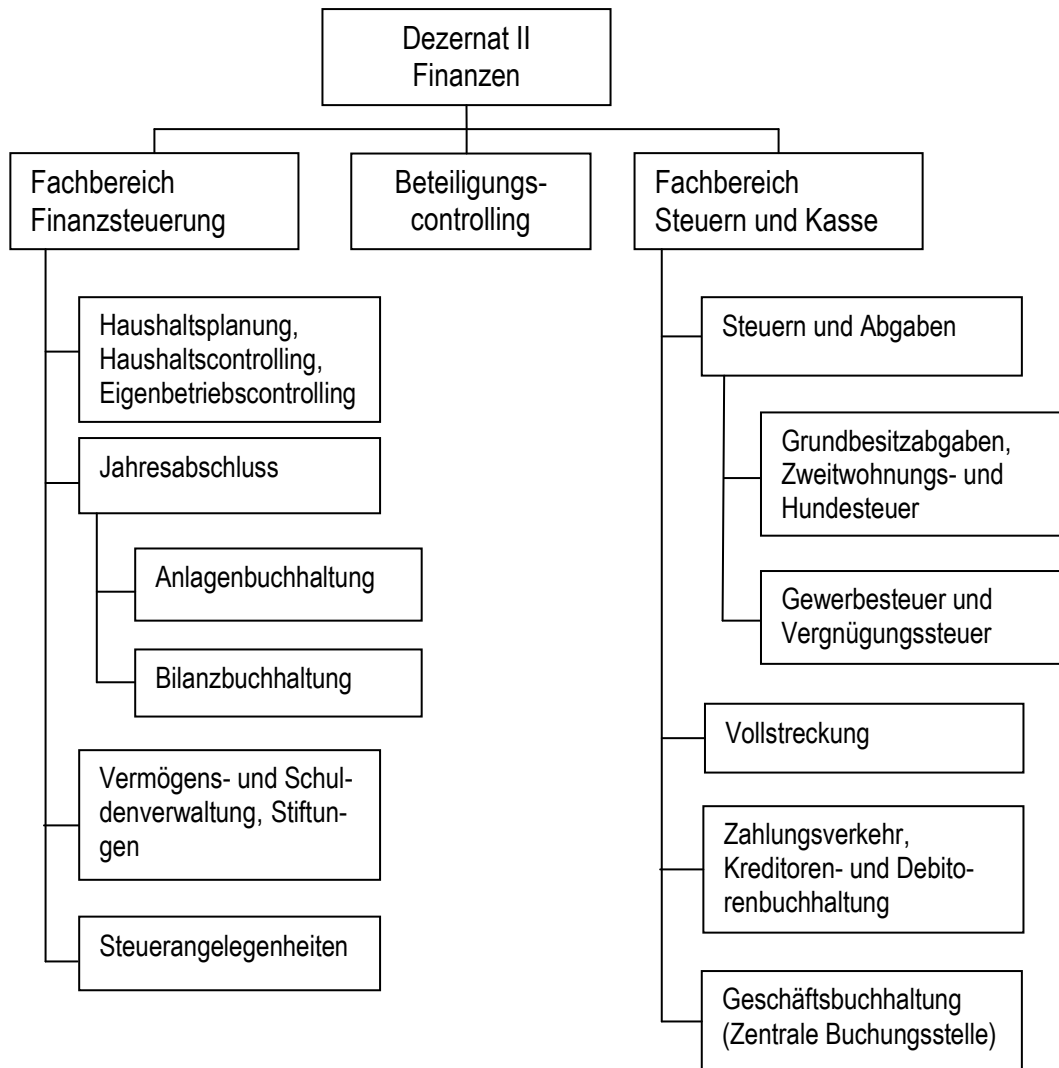 Dezernat II
Finanzen
Fachbereich
Finanzsteuerung
Beteiligungs-
controlling
Fachbereich
Steuern und Kasse
Haushaltsplanung,
Haushaltscontrolling,
Eigenbetriebscontrolling
Jahresabschluss
Anlagenbuchhaltung
Bilanzbuchhaltung
Vermögens- und Schul-
denverwaltung, Stiftun-
gen
Steuerangelegenheiten
Steuern und Abgaben
Grundbesitzabgaben,
Zweitwohnungs- und
Hundesteuer
Gewerbesteuer und
Vergnügungssteuer
Vollstreckung
Zahlungsverkehr,
Kreditoren- und Debito-
renbuchhaltung
Geschäftsbuchhaltung
(Zentrale Buchungsstelle)